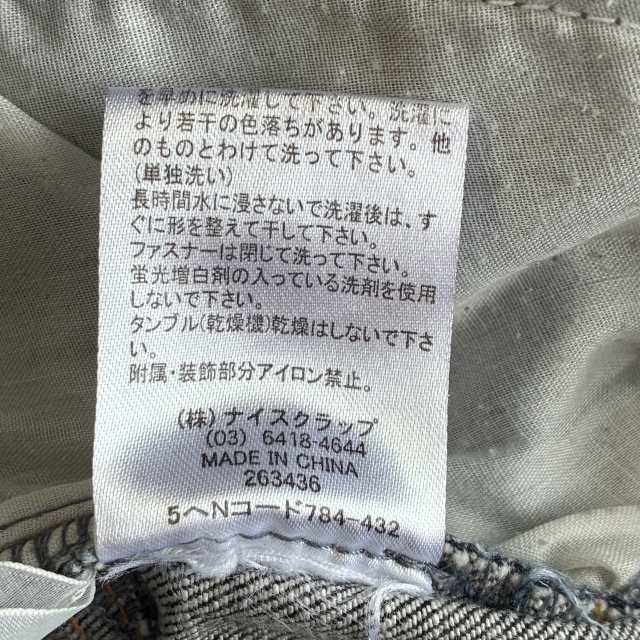 を早めに洗濯して下さい。洗濯に
より若干の色落ちがあります。他
のものとわけて洗って下さい。
(単独洗い)
長時間水に浸さないで洗濯後は、す
ぐに形を整えて干して下さい。
ファスナーは閉じて洗って下さい。
蛍光増白剤の入っている洗剤を使用
しないで下さい。
タンブル(乾燥機)乾燥はしないで下さ
い。
附属・装飾部分アイロン禁止。
(株)ナイスクラップ
(03) 6418-4644
MADE IN CHINA
263436
5ヘNコード784-432